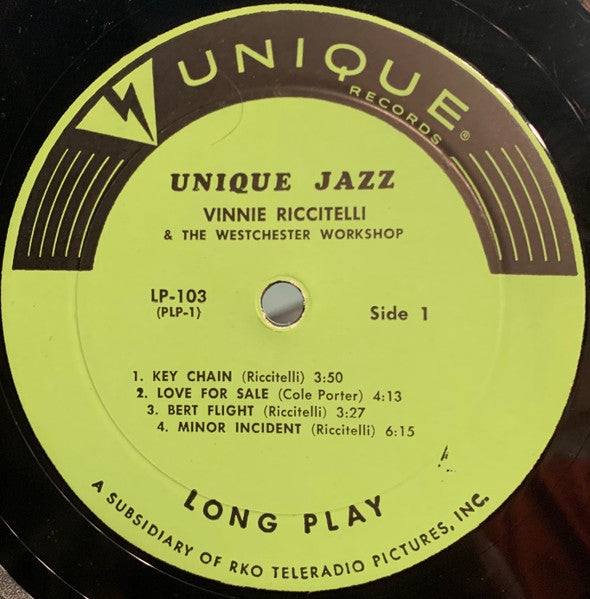 UNIQUE
RECORDS®
UNIQUE JAZZ
VINNIE RICCITELLI
& THE WESTCHESTER WORKSHOP
LP-103
(PLP-1)
Side 1
1. KEY CHAIN (Riccitelli) 3:50
2. LOVE FOR SALE (Cole Porter) 4:13
3. BERT FLIGHT (Riccitelli) 3:27
4. MINOR INCIDENT (Riccitelli) 6:15
LONG PLAY
A SUBSIDIARY OF RKO TELERADIO PICTURES, INC.